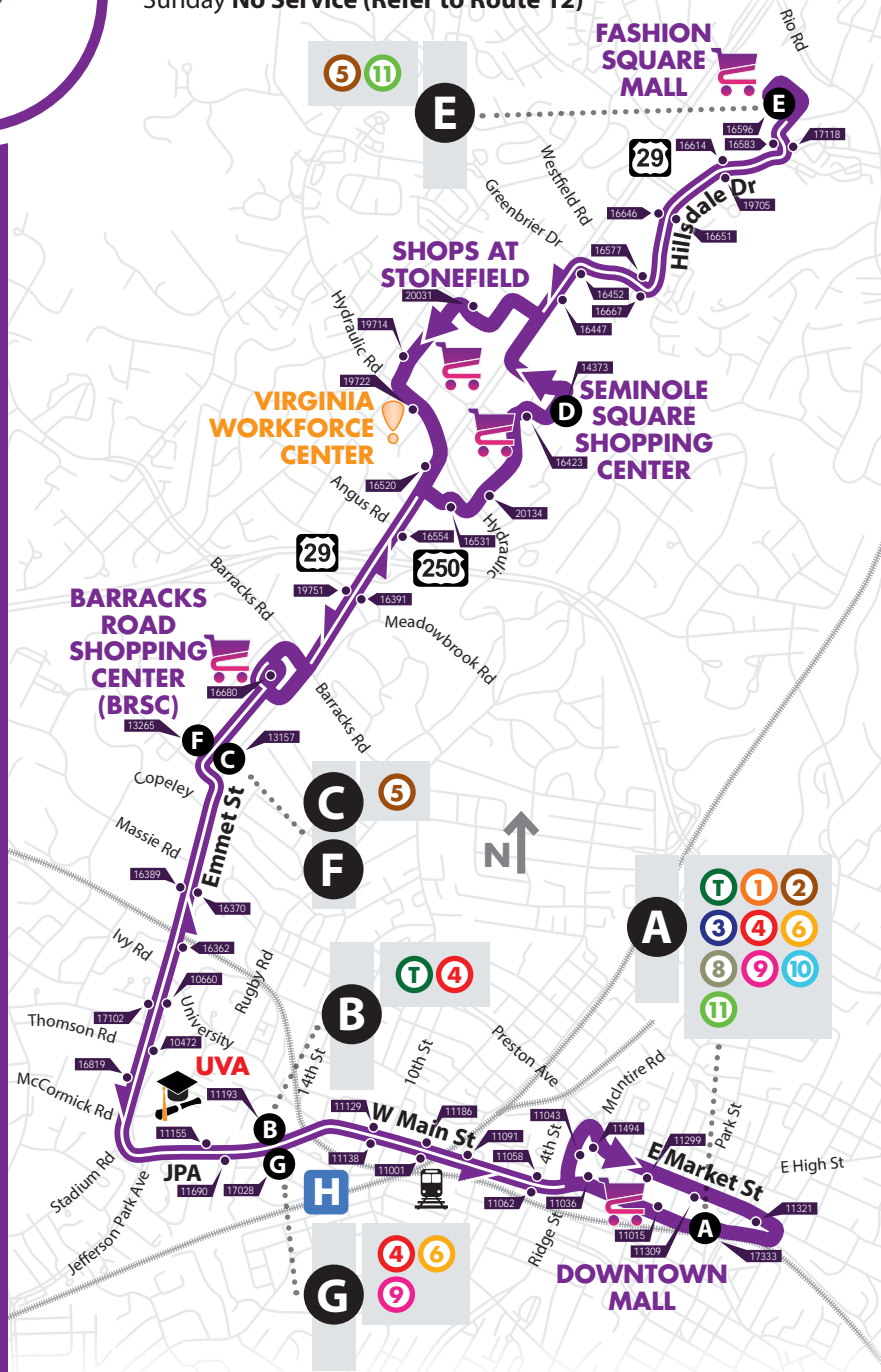 Sunday No Service (Refer to Route 12)
FASHION
SQUARE
MALL
Rio Rd
5 11
E
E
16596
16583
17118
16614
29
Westfield Rd
Greenbrier Dr
Hillsdale Dr
19705
16646
16651
SHOPS AT
STONEFIELD
16577
20031
16452
16667
16447
Hydraulic Rd
19714
14373
19722
VIRGINIA
WORKFORCE
CENTER
D
SEMINOLE
SQUARE
SHOPPING
CENTER
16423
16520
Angus Rd
20134
16531
Hydraulic
16554
29
250
Barracks Rd
19751
16391
Meadowbrook Rd
BARRACKS
ROAD
SHOPPING
CENTER
(BRSC)
16680
Barracks Rd
13265
F
C
13157
Copeley
C
5
F
Emmet St
Massie Rd
N
16389
16370
A
T 1 2
3 4 6
8 9 10
11
Ivy Rd
16362
Rugby Rd
B
T 4
10660
17102
University
Thomson Rd
10472
16819
UVA
McCormick Rd
14th St
10th St
Preston Ave
McIntire Rd
Park St
11193
B
11129
W Main St
11186
11043
11494
11299
11155
11091
4th St
11058
E Market St
E High St
JPA
G
11138
11001
Stadium Rd
11690
17028
H
11062
11036
11321
Jefferson Park Ave
Ridge St
11015
11309
A
17333
G
4 6
9
DOWNTOWN
MALL